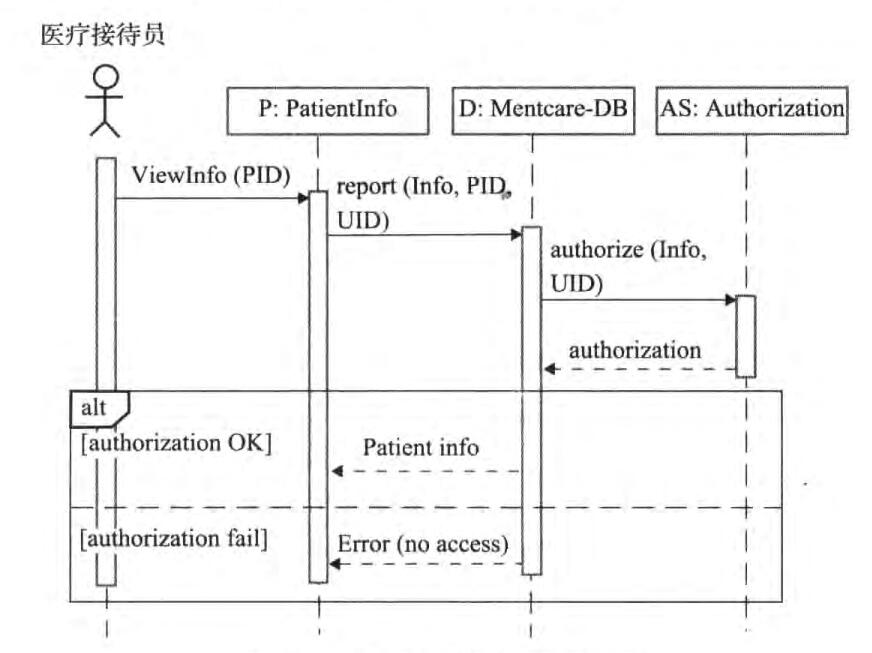 医疗接待员
P: PatientInfo
D: Mentcare-DB
AS: Authorization
ViewInfo (PID)
report (Info, PID,
UID)
authorize (Info,
UID)
authorization
alt
[authorization OK]
Patient info
[authorization fail]
Error (no access)